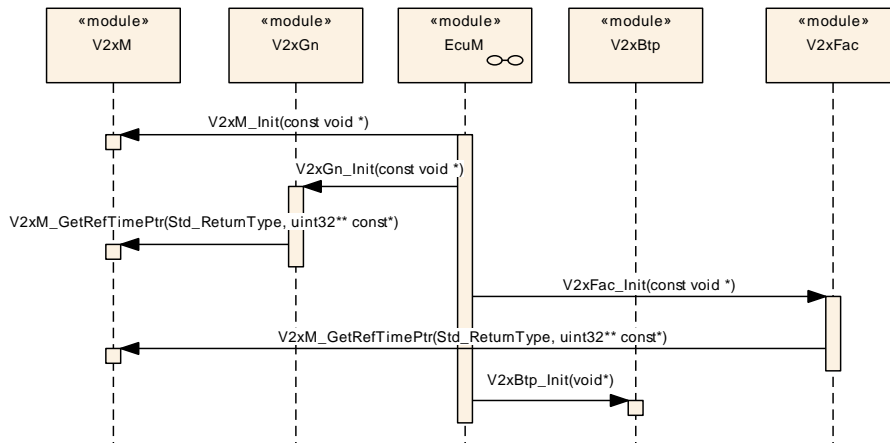 «module»
V2xM
«module»
V2xGn
«module»
EcuM
«module»
V2xBtp
«module»
V2xFac
V2xM_Init(const void *)
V2xGn_Init(const void *)
V2xM_GetRefTimePtr(Std_ReturnType, uint32** const*)
V2xFac_Init(const void *)
V2xM_GetRefTimePtr(Std_ReturnType, uint32** const*)
V2xBtp_Init(void*)